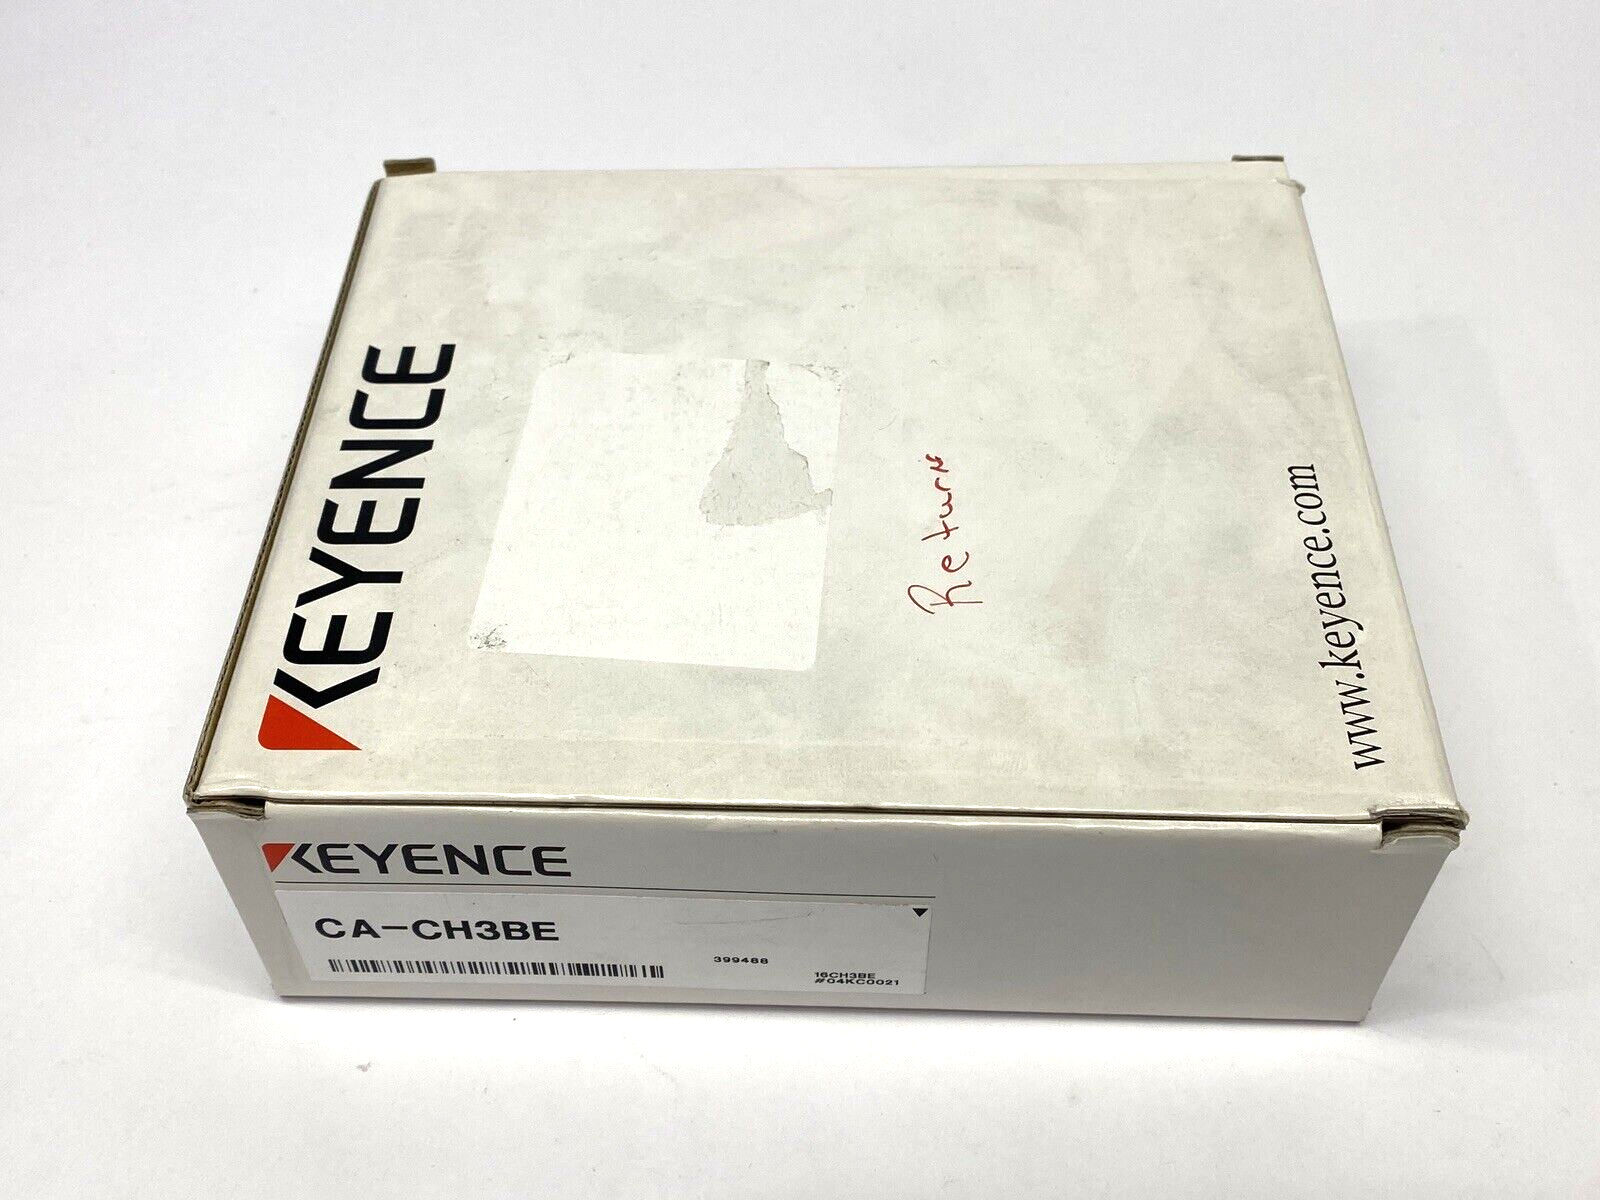 KEYENCE
Return
www.keyence.com
KEYENCE
CA-CH3BE
399488
16CH3BE
#04KC0021